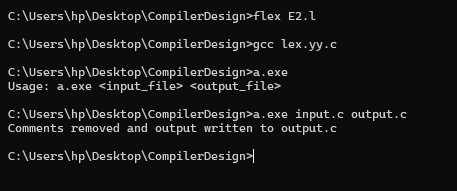 C:\Users\hp\Desktop\CompilerDesign>flex E2.l
C:\Users\hp\Desktop\CompilerDesign>gcc lex.yy.c
C:\Users\hp\Desktop\CompilerDesign>a.exe
Usage: a.exe <input_file> <output_file>
C:\Users\hp\Desktop\CompilerDesign>a.exe input.c output.c
Comments removed and output written to output.c
C:\Users\hp\Desktop\CompilerDesign>